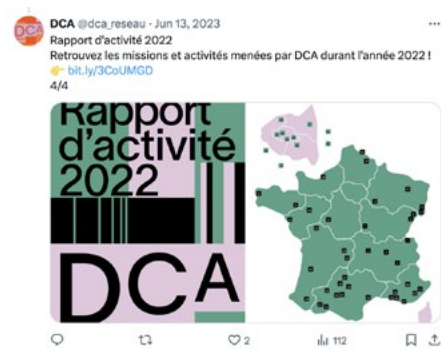 DCA @dca_reseau · Jun 13, 2023
Rapport d'activité 2022
Retrouvez les missions et activités menées par DCA durant l'année 2022 !
👉 bit.ly/3CoUMGD
4/4
Rapport
d'activité
2022
DCA
2
112